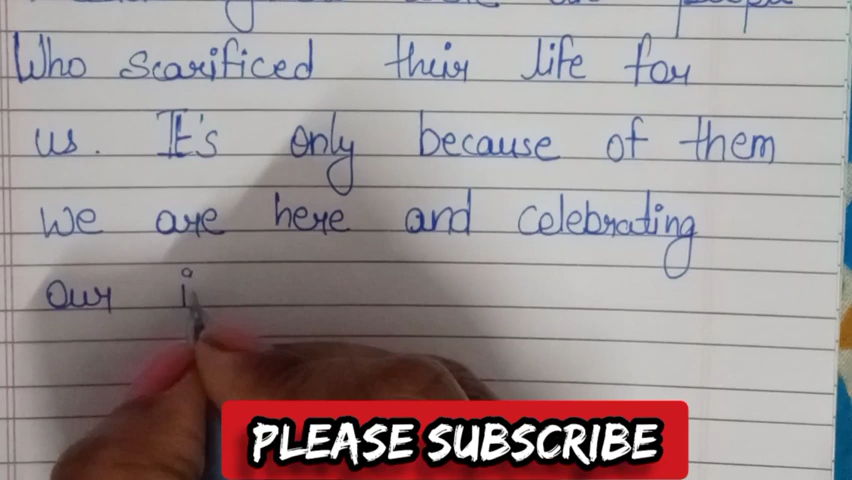 Who scarificed their life for
us. It's only because of them
we are here and celebrating
our i
PLEASE SUBSCRIBE